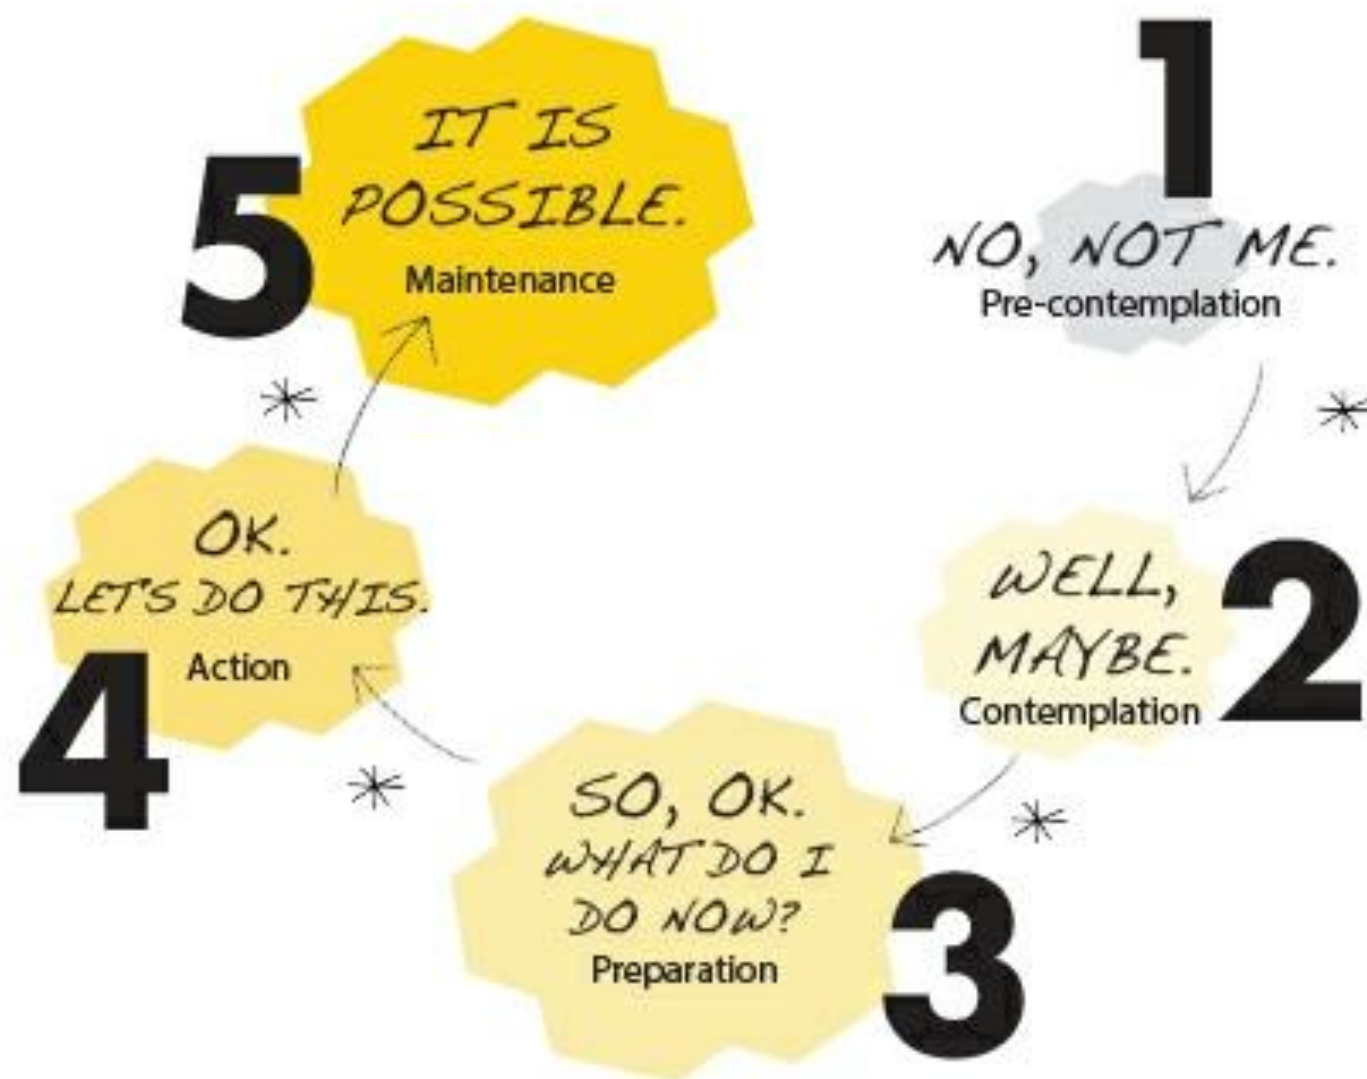 1
NO, NOT ME.
Pre-contemplation
2
WELL,
MAYBE.
Contemplation
3
SO, OK.
WHAT DO I
DO NOW?
Preparation
4
OK.
LET'S DO THIS.
Action
5
IT IS
POSSIBLE.
Maintenance